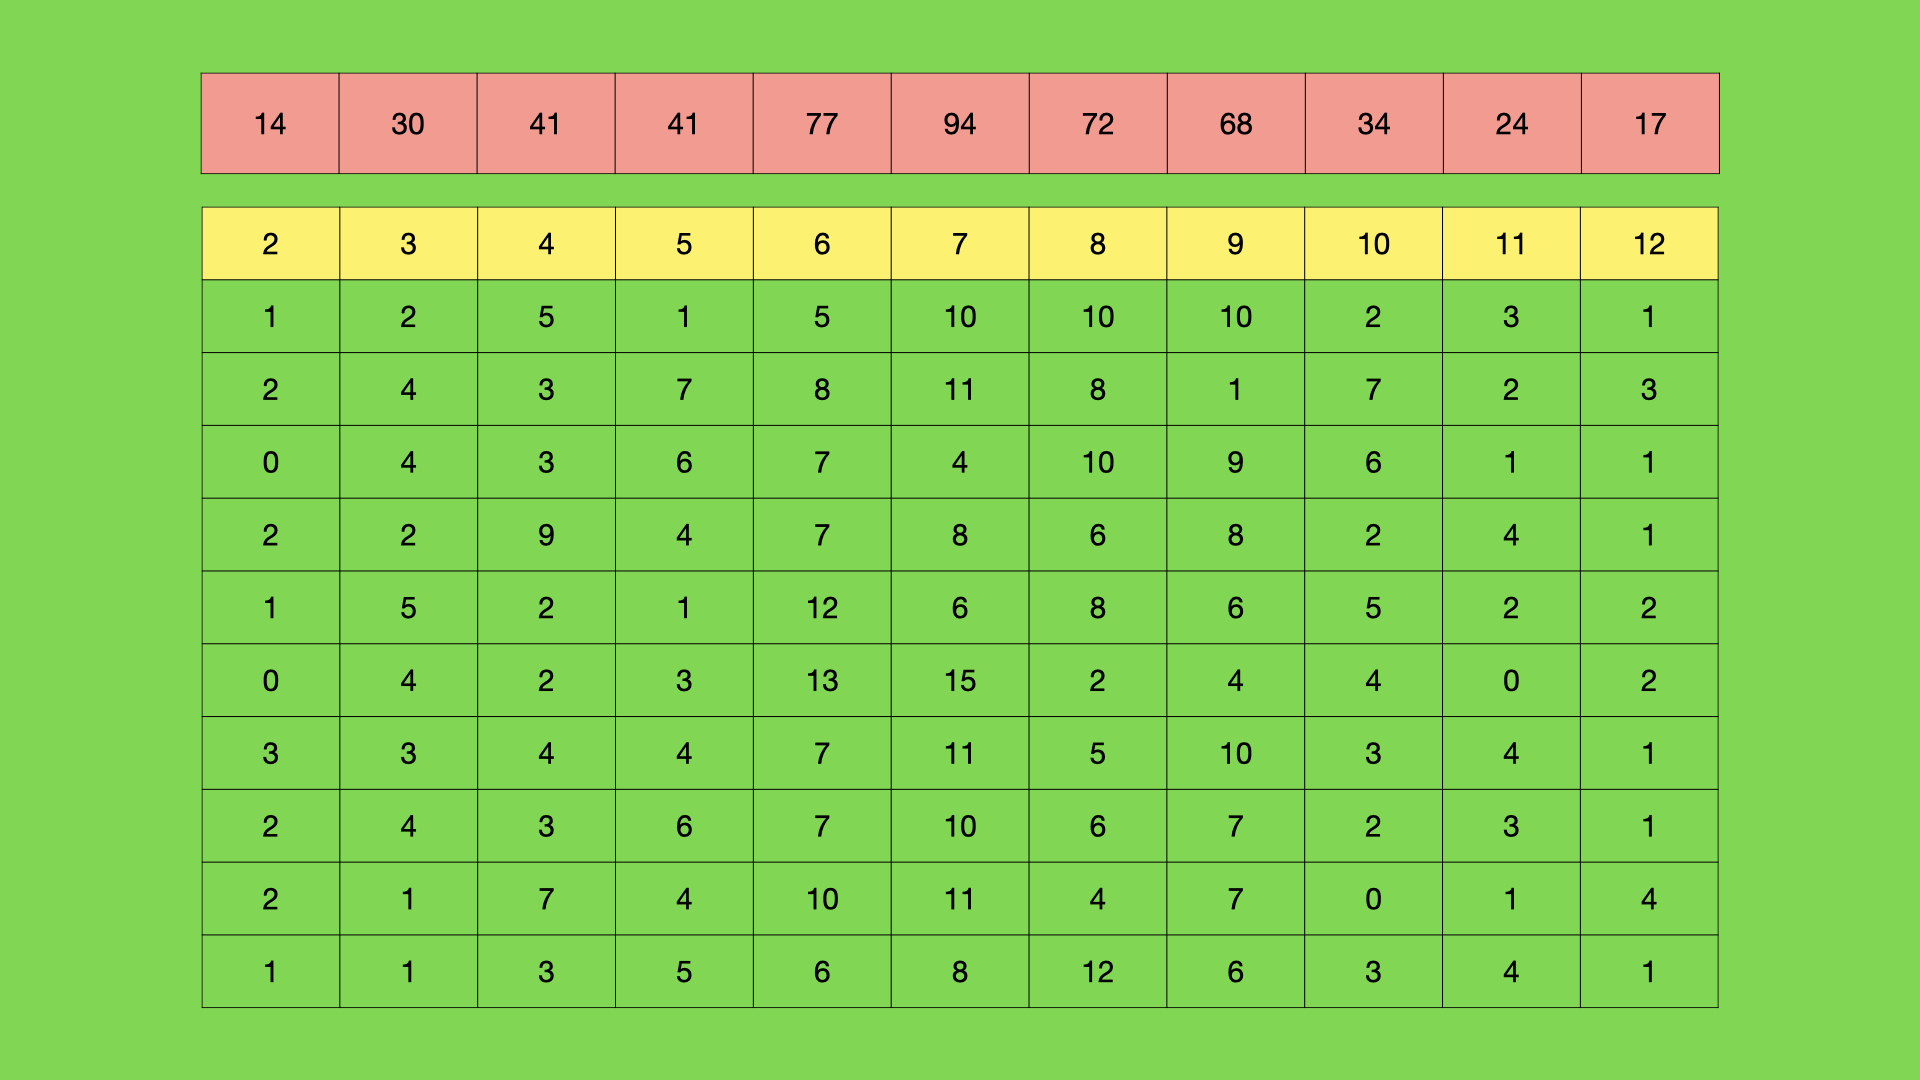 14 30 41 41 77 94 72 68 34 24 17
2 3 4 5 6 7 8 9 10 11 12
1 2 5 1 5 10 10 10 2 3 1
2 4 3 7 8 11 8 1 7 2 3
0 4 3 6 7 4 10 9 6 1 1
2 2 9 4 7 8 6 8 2 4 1
1 5 2 1 12 6 8 6 5 2 2
0 4 2 3 13 15 2 4 4 0 2
3 3 4 4 7 11 5 10 3 4 1
2 4 3 6 7 10 6 7 2 3 1
2 1 7 4 10 11 4 7 0 1 4
1 1 3 5 6 8 12 6 3 4 1